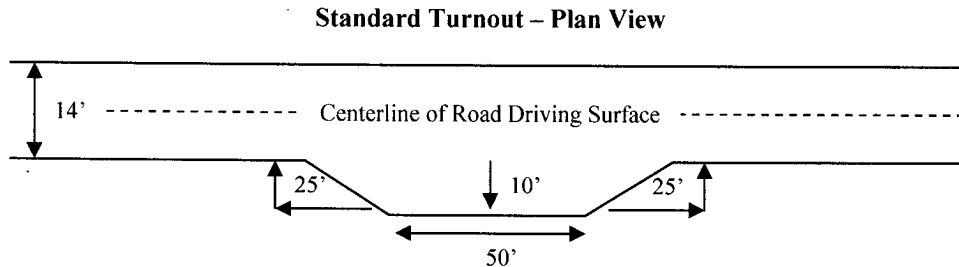 Standard Turnout – Plan View
14’
Centerline of Road Driving Surface
25’
10’
25’
50’